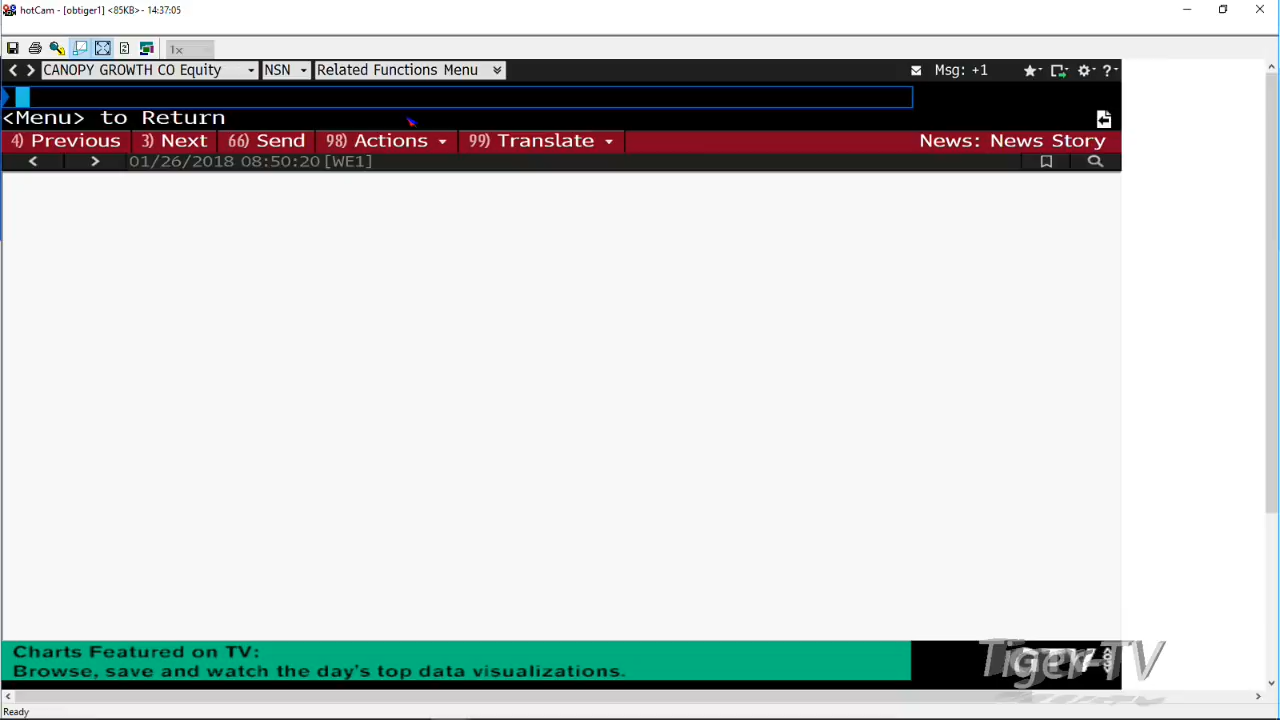 hotCam - [obtiger1] <85KB> - 14:37:05
1x
CANOPY GROWTH CO Equity NSN Related Functions Menu Msg: +1
<Menu> to Return
4) Previous 3) Next 66) Send 98) Actions 99) Translate News: News Story
< > 01/26/2018 08:50:20 [WE1]
Charts Featured on TV:
Browse, save and watch the day's top data visualizations.
Tiger-TV
Ready